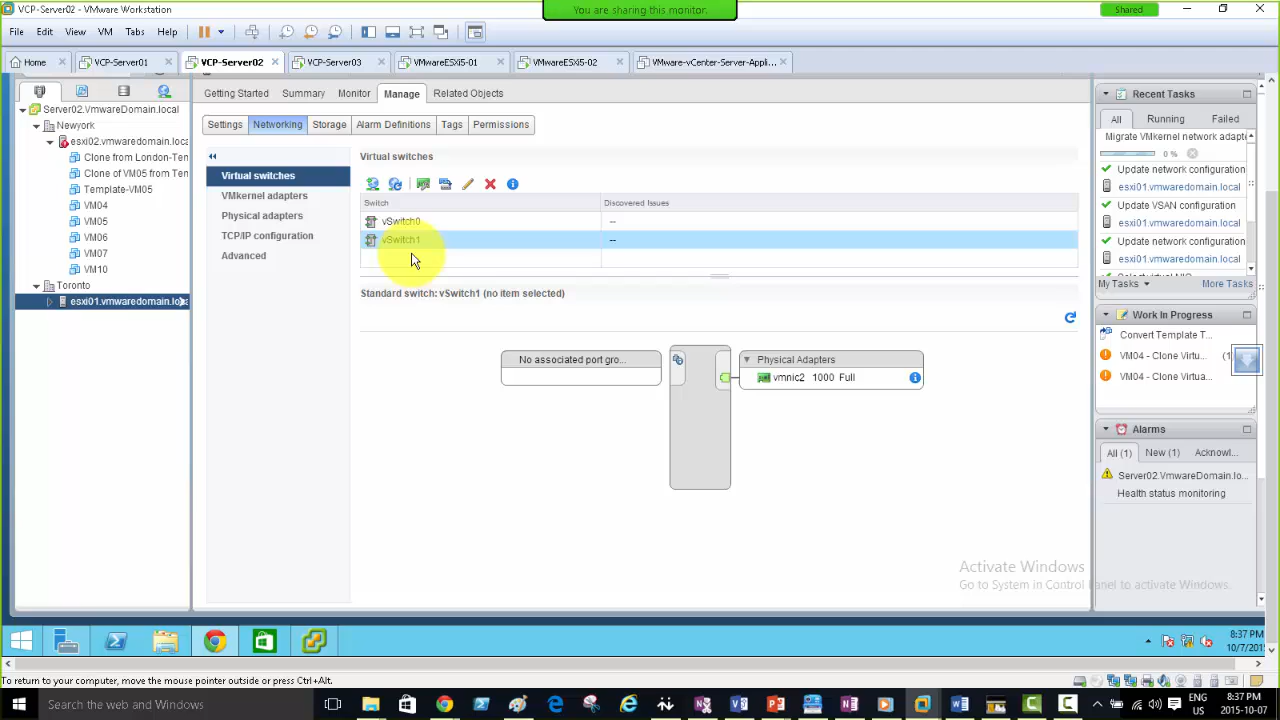 VCP-Server02 - VMware Workstation
You are sharing this monitor.
Shared
File Edit View VM Tabs Help
Home VCP-Server01 VCP-Server02 VCP-Server03 VMwareESXi5-01 VMwareESXi5-02 VMware-vCenter-Server-Appli...
Getting Started Summary Monitor Manage Related Objects
Settings Networking Storage Alarm Definitions Tags Permissions
Server02.VmwareDomain.local
Newyork
esxi02.vmwaredomain.loc
Clone from London-Ten
Clone of VM05 from Tem
Template-VM05
VM04
VM05
VM06
VM07
VM10
Toronto
esxi01.vmwaredomain.loc
Virtual switches
VMkernel adapters
Physical adapters
TCP/IP configuration
Advanced
Virtual switches
Switch Discovered Issues
vSwitch0 --
vSwitch1 --
Standard switch: vSwitch1 (no item selected)
No associated port gro...
Physical Adapters
vmnic2 1000 Full
Recent Tasks
All Running Failed
Migrate VMkernel network adapte
0 %
Update network configuration
esxi01.vmwaredomain.local
Update VSAN configuration
esxi01.vmwaredomain.local
Update network configuration
esxi01.vmwaredomain.local
My Tasks More Tasks
Work In Progress
Convert Template T...
VM04 - Clone Virtu... (1
VM04 - Clone Virtua...
Alarms
All (1) New (1) Acknowl...
Server02.VmwareDomain.lo...
Health status monitoring
Activate Windows
Go to System in Control Panel to activate Windows.
8:37 PM
10/7/201
To return to your computer, move the mouse pointer outside or press Ctrl+Alt.
Search the web and Windows
ENG
US
8:37 PM
2015-10-07